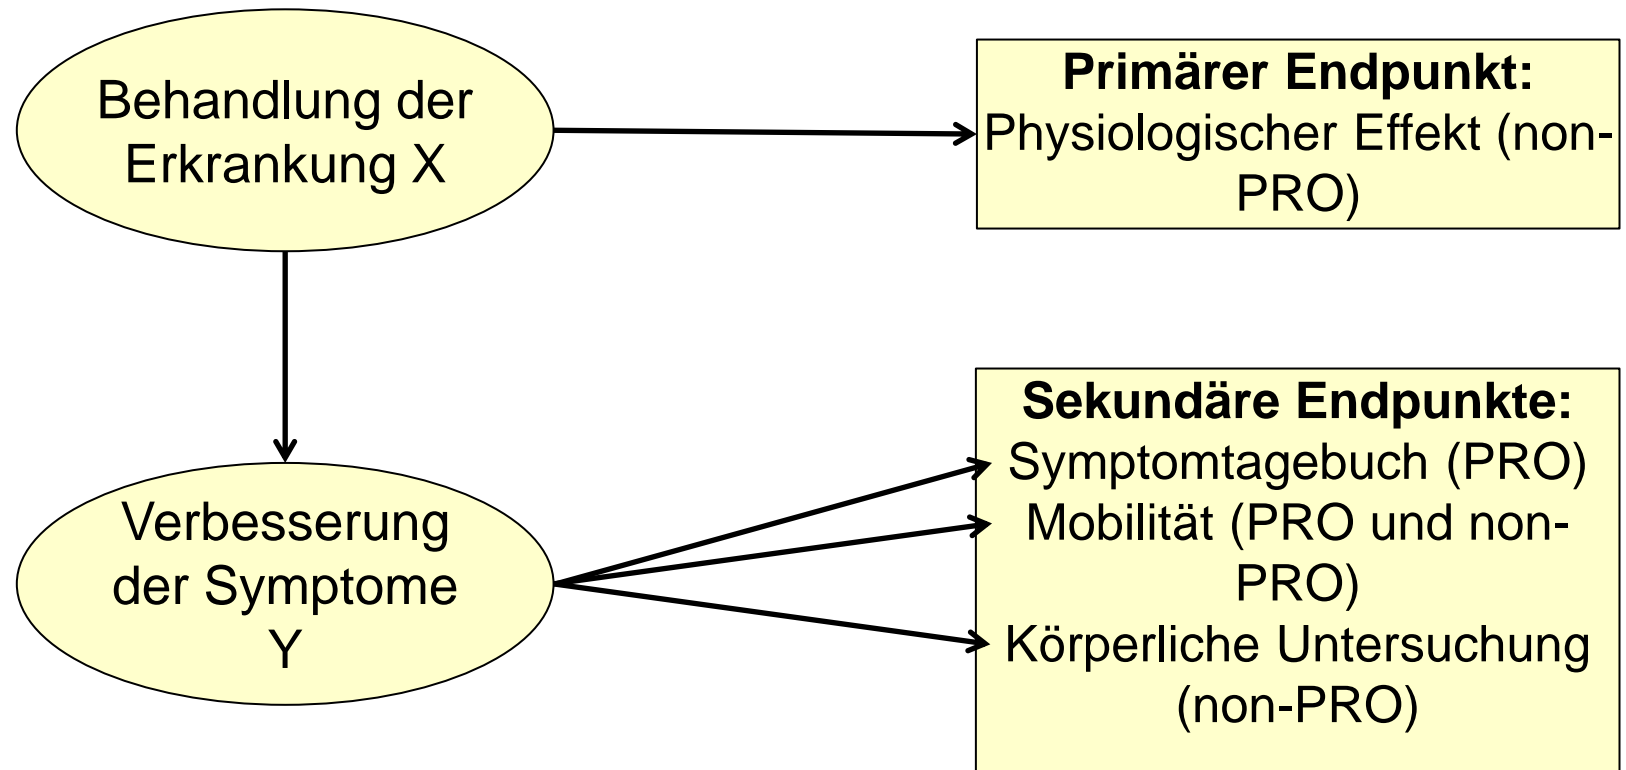 Behandlung der
Erkrankung X
Primärer Endpunkt:
Physiologischer Effekt (non-
PRO)
Verbesserung
der Symptome
Y
Sekundäre Endpunkte:
Symptomtagebuch (PRO)
Mobilität (PRO und non-
PRO)
Körperliche Untersuchung
(non-PRO)